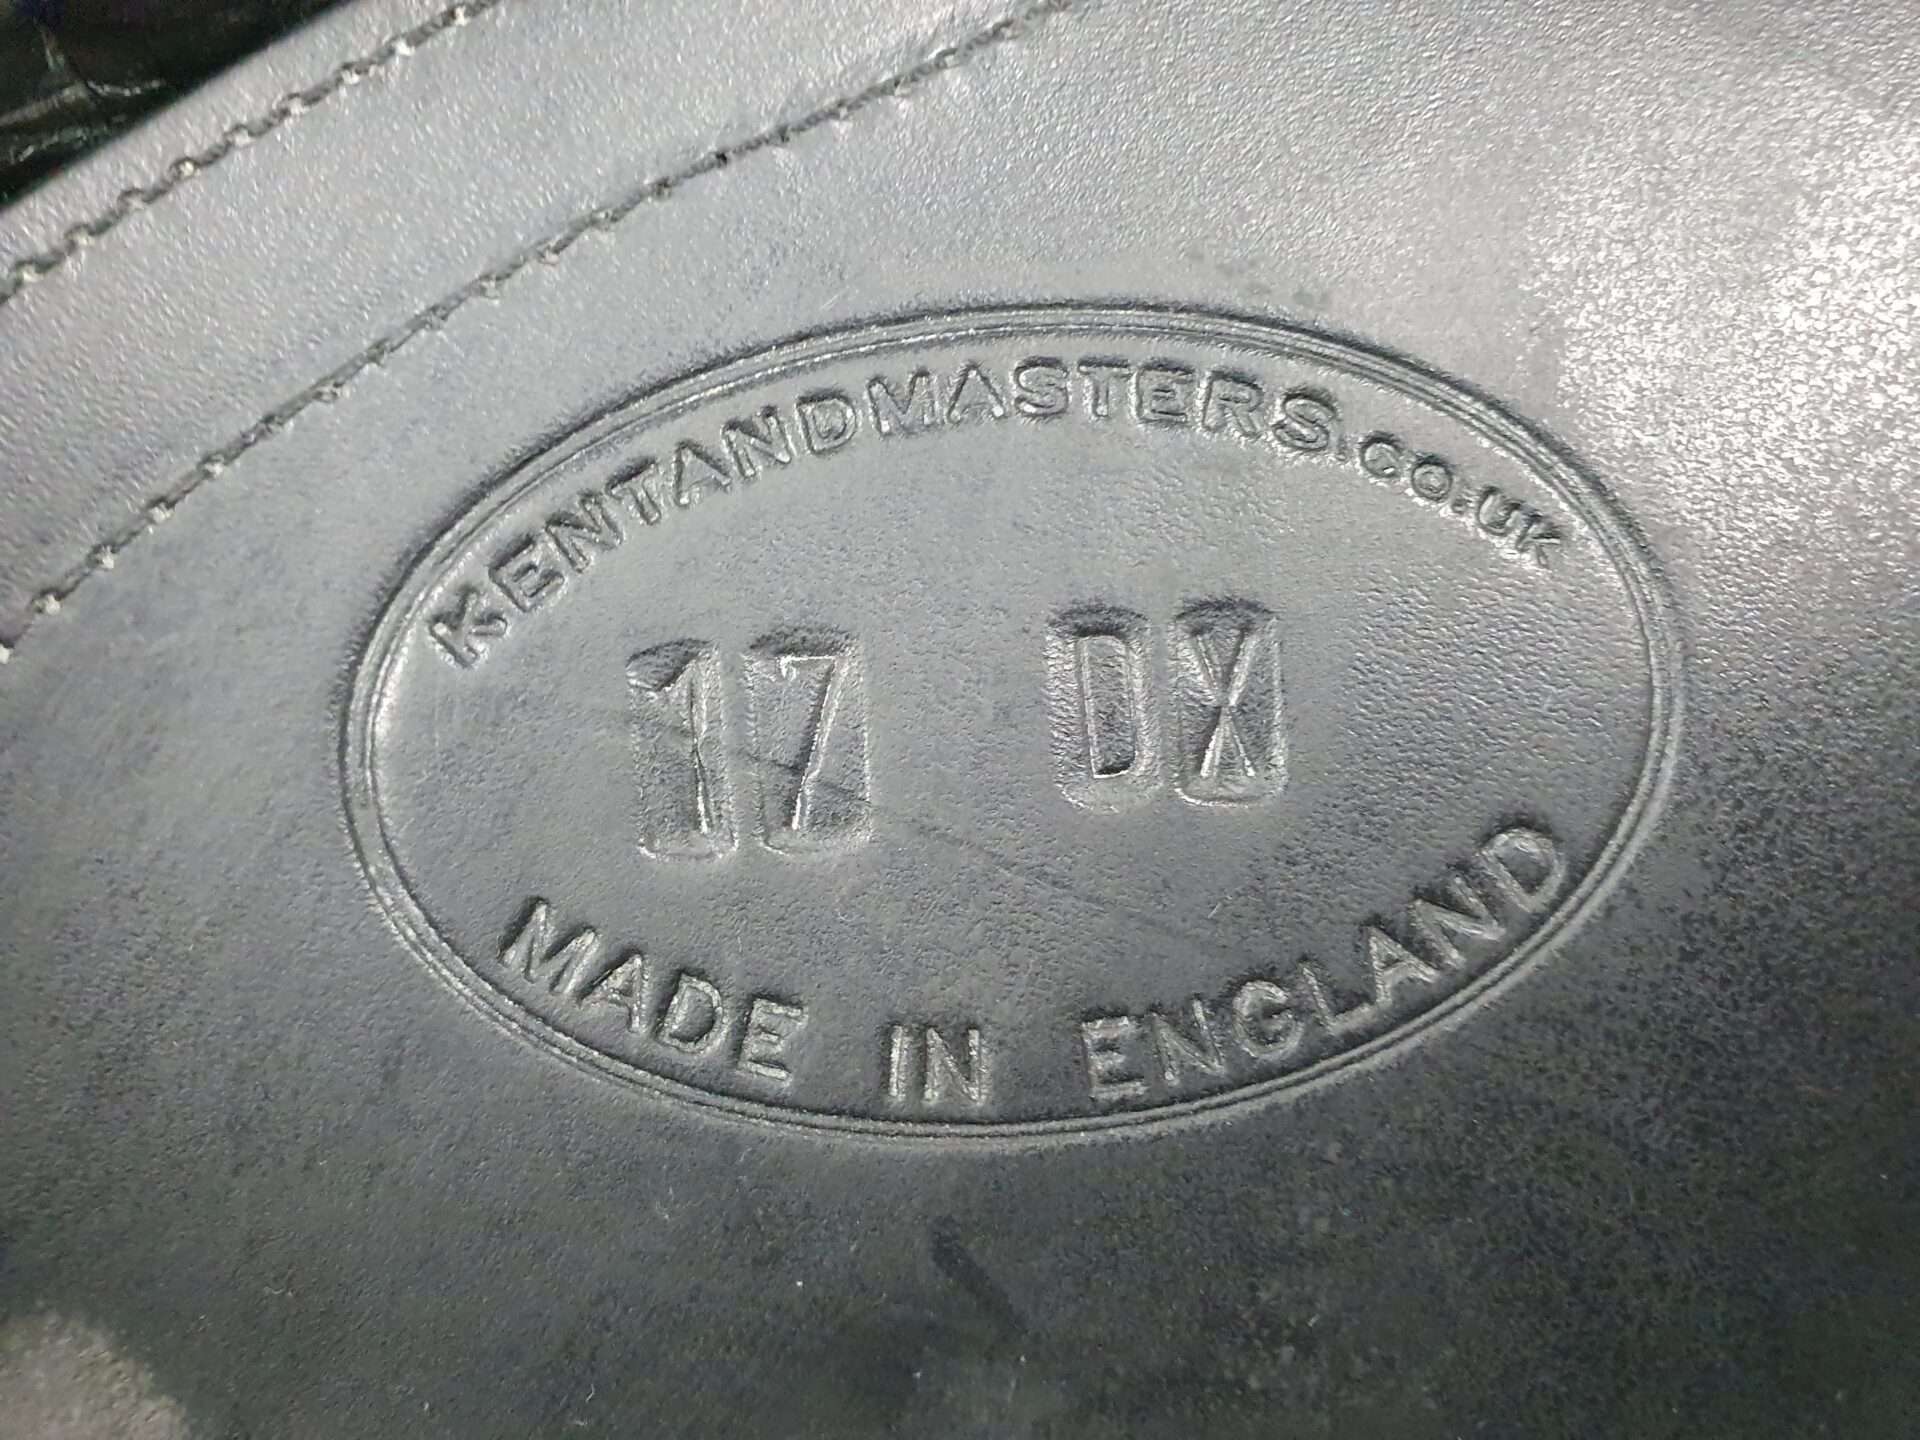 KENTANDMASTERS.CO.UK
17 DX
MADE IN ENGLAND